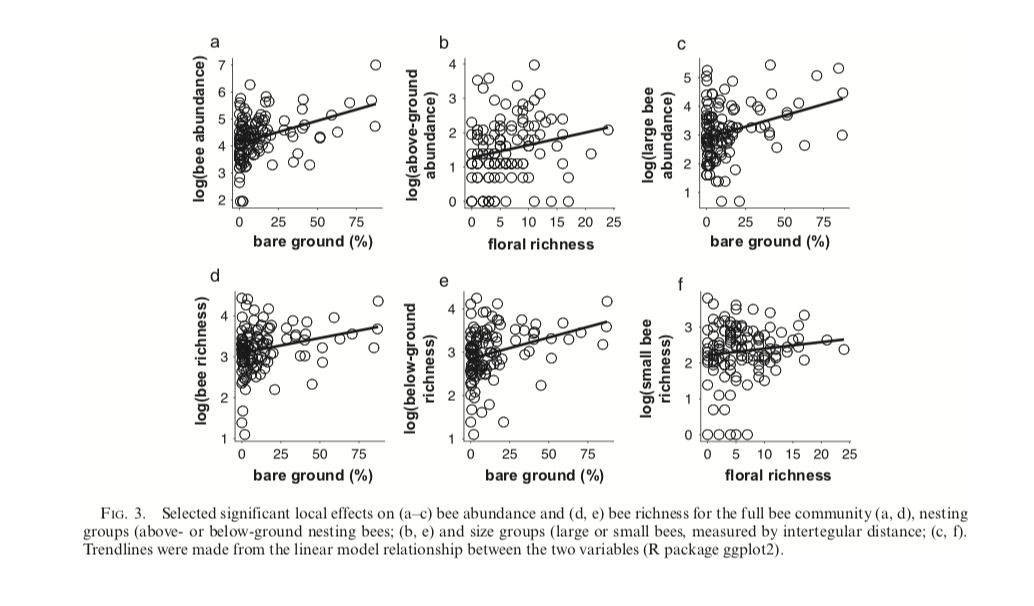 a
log(bee abundance)
7
6
5
4
3
2
0 25 50 75
bare ground (%)
b
log(above-ground
abundance)
4
3
2
1
0
0 5 10 15 20 25
floral richness
c
log(large bee
abundance)
5
4
3
2
1
0 25 50 75
bare ground (%)
d
log(bee richness)
4
3
2
1
0 25 50 75
bare ground (%)
e
log(below-ground
richness)
4
3
2
1
0 25 50 75
bare ground (%)
f
log(small bee
richness)
3
2
1
0
0 5 10 15 20 25
floral richness
FIG. 3. Selected significant local effects on (a–c) bee abundance and (d, e) bee richness for the full bee community (a, d), nesting
groups (above- or below-ground nesting bees; (b, e) and size groups (large or small bees, measured by intertegular distance; (c, f).
Trendlines were made from the linear model relationship between the two variables (R package ggplot2).